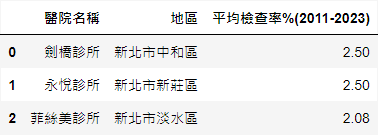 醫院名稱 地區 平均檢查率%(2011-2023)
0 劍橋診所 新北市中和區 2.50
1 永悅診所 新北市新莊區 2.50
2 菲絲美診所 新北市淡水區 2.08